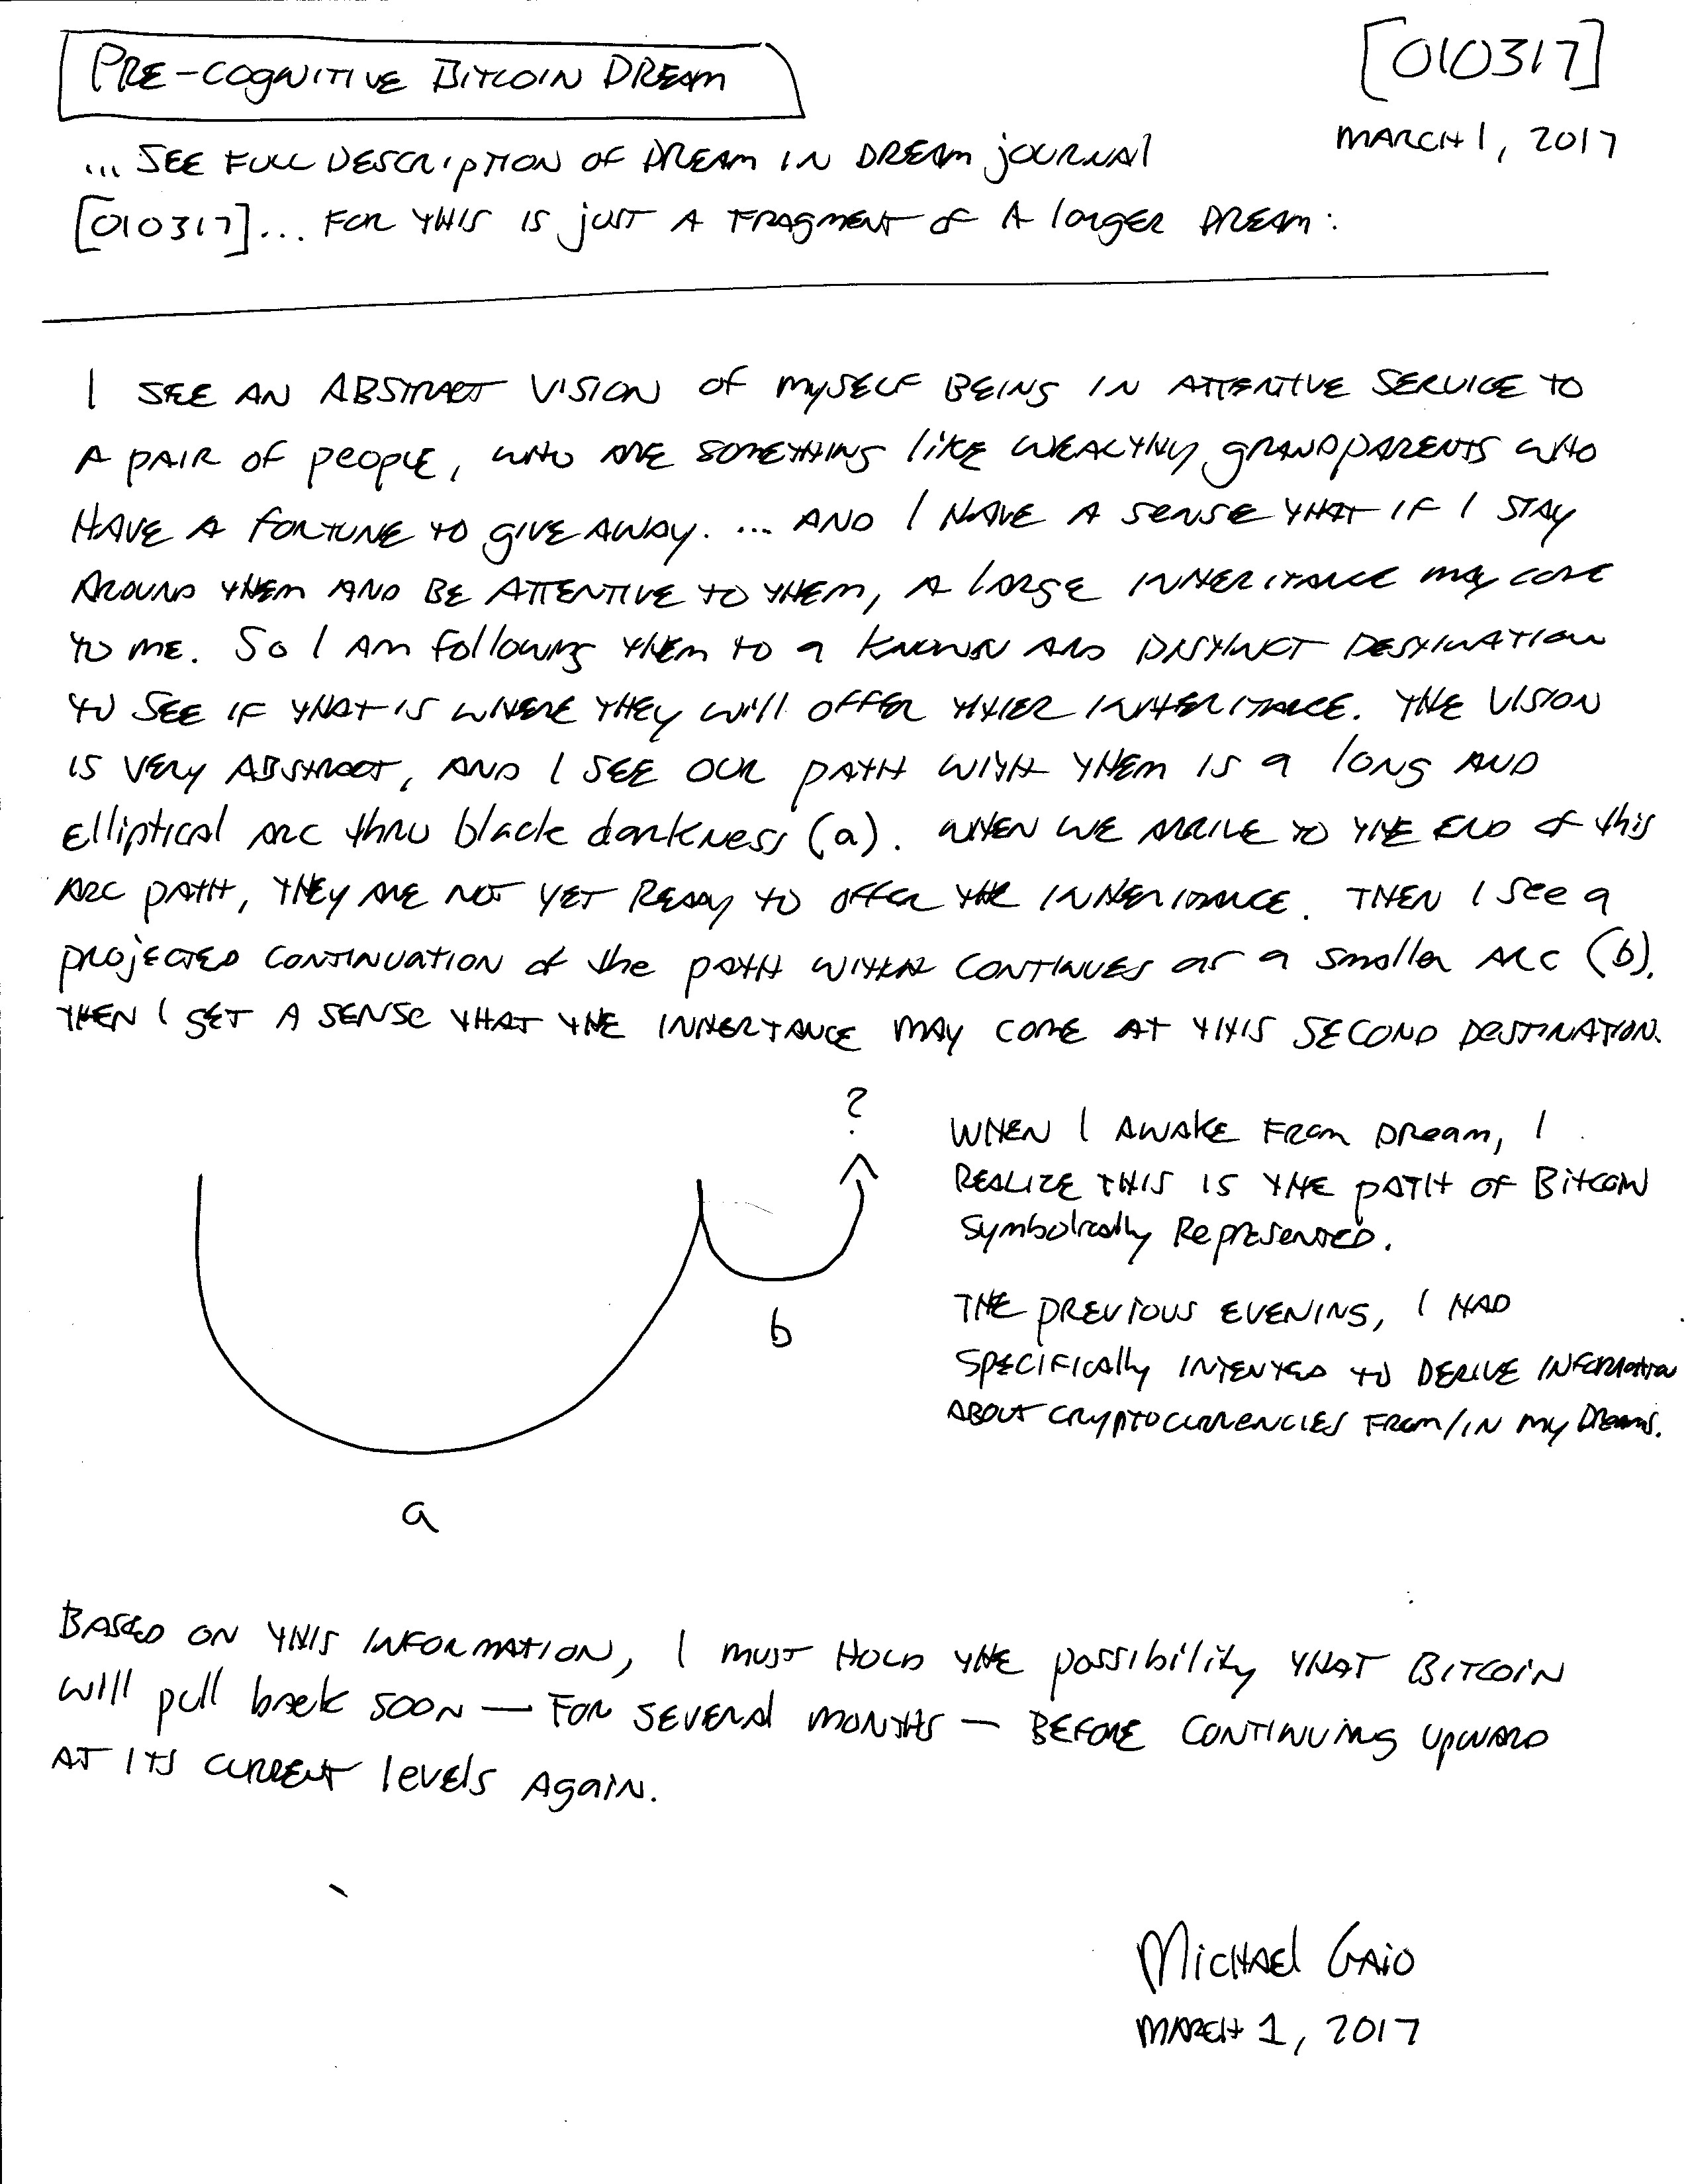 PRE-COGNITIVE BITCOIN DREAM
[010317]
MARCH 1, 2017
... SEE FULL DESCRIPTION OF DREAM IN DREAM JOURNAL
[010317]... FOR THIS IS JUST A FRAGMENT OF A LARGER DREAM:
I SEE AN ABSTRACT VISION OF MYSELF BEING IN ATTENTIVE SERVICE TO
A PAIR OF PEOPLE, WHO ARE SOMETHING LIKE WEALTHY GRANDPARENTS WHO
HAVE A FORTUNE TO GIVE AWAY. ... AND I HAVE A SENSE THAT IF I STAY
AROUND THEM AND BE ATTENTIVE TO THEM, A LARGE INHERITANCE MAY COME
TO ME. SO I AM FOLLOWING THEM TO A KNOWN AND DISTINCT DESTINATION
TO SEE IF THAT IS WHERE THEY WILL OFFER THIER INHERITANCE. THE VISION
IS VERY ABSTRACT, AND I SEE OUR PATH WITH THEM IS A LONG AND
Elliptical ARC thru black darkness (a). WHEN WE ARRIVE TO THE END of this
ARC PATH, THEY ARE NOT YET READY TO OFFER THE INHERITANCE. THEN I SEE a
PROJECTED CONTINUATION of the PATH CONTINUES as a smaller ARC (b).
THEN I GET A SENSE THAT THE INHERTANCE MAY COME AT THIS SECOND DESTINATION.
?
WHEN I AWAKE FROM DREAM, I
REALIZE THIS IS THE PATH OF BITCOIN
Symbolically REPRESENTED.
THE PREVIOUS EVENING, I HAD
SPECIFICALLY INTENTED TO DERIVE INFORMATION
ABOUT CRYPTOCURRENCIES FROM/IN MY DREAMS.
b
a
BASED ON THIS INFORMATION, I MUST HOLD THE possibility THAT BITCOIN
will pull back SOON — FOR SEVERAL MONTHS — BEFORE CONTINUING UPWARD
AT ITS CURRENT levels AGAIN.
MICHAEL GAIO
MARCH 1, 2017